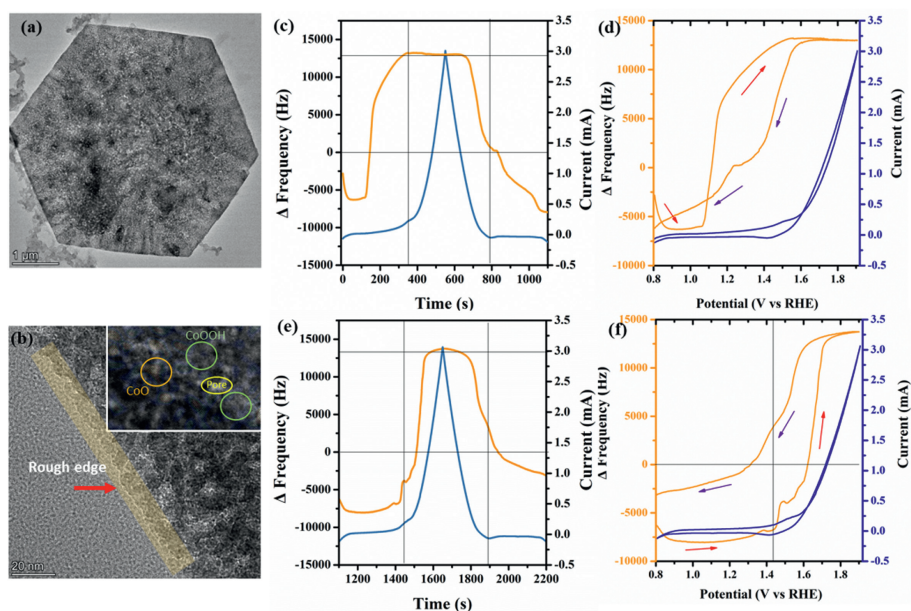 (a)
1 µm
(b)
CoOOH
CoO
Pore
Rough edge
20 nm
(c)
15000
10000
5000
0
-5000
-10000
-15000
Δ Frequency (Hz)
3.5
3.0
2.5
2.0
1.5
1.0
0.5
0.0
-0.5
Current (mA)
0 200 400 600 800 1000
Time (s)
(d)
15000
10000
5000
0
-5000
-10000
Δ Frequency (Hz)
3.5
3.0
2.5
2.0
1.5
1.0
0.5
0.0
-0.5
Current (mA)
0.8 1.0 1.2 1.4 1.6 1.8
Potential (V vs RHE)
(e)
15000
10000
5000
0
-5000
-10000
-15000
Δ Frequency (Hz)
3.5
3.0
2.5
2.0
1.5
1.0
0.5
0.0
-0.5
Current (mA)
1200 1400 1600 1800 2000 2200
Time (s)
(f)
15000
10000
5000
0
-5000
-10000
Δ Frequency (Hz)
3.5
3.0
2.5
2.0
1.5
1.0
0.5
0.0
-0.5
Current (mA)
0.8 1.0 1.2 1.4 1.6 1.8
Potential (V vs RHE)